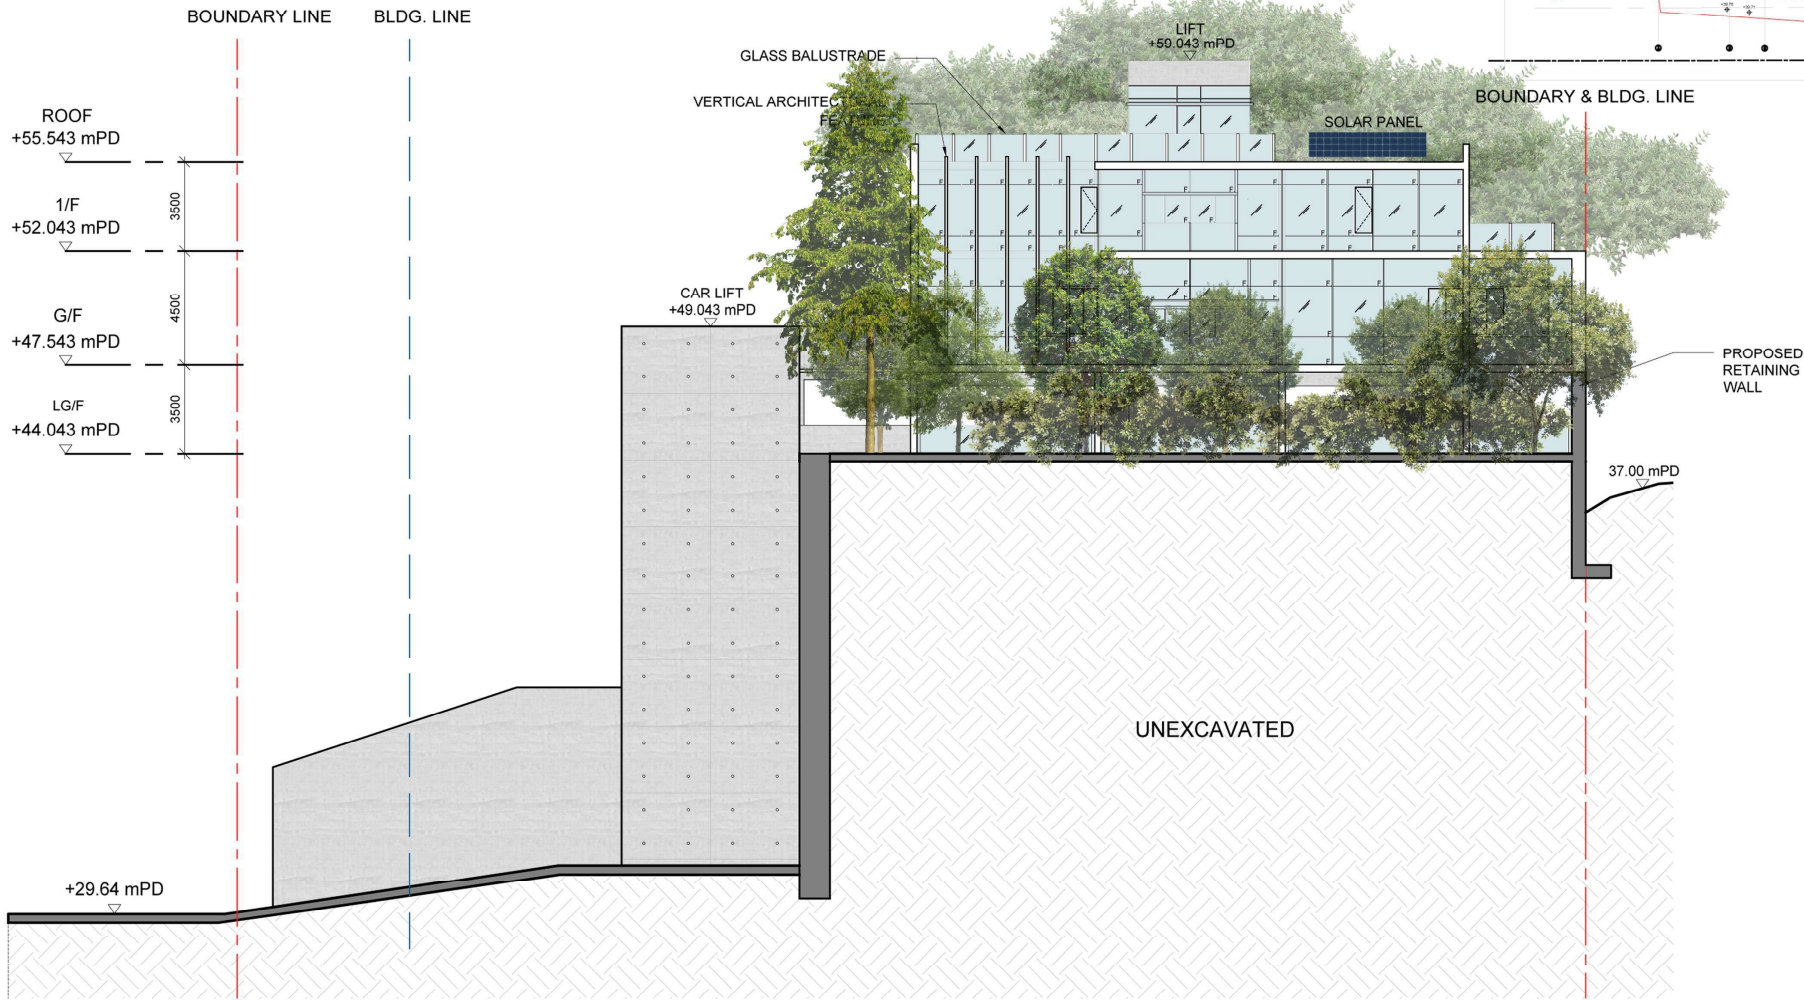 BOUNDARY LINE
BLDG. LINE
LIFT
+59.043 mPD
GLASS BALUSTRADE
VERTICAL ARCHITECTURAL
FEATURE
SOLAR PANEL
BOUNDARY & BLDG. LINE
ROOF
+55.543 mPD
3500
1/F
+52.043 mPD
4500
G/F
+47.543 mPD
3500
LG/F
+44.043 mPD
CAR LIFT
+49.043 mPD
PROPOSED
RETAINING
WALL
37.00 mPD
UNEXCAVATED
+29.64 mPD